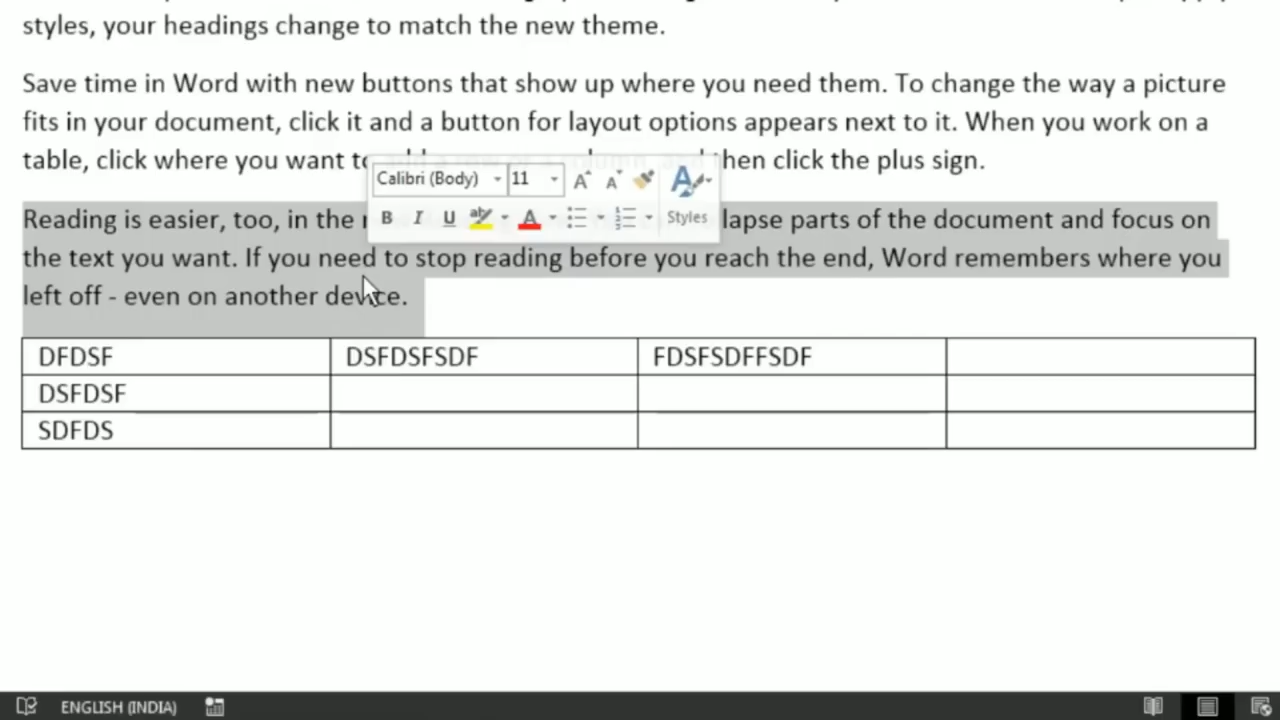 styles, your headings change to match the new theme.
Save time in Word with new buttons that show up where you need them. To change the way a picture
fits in your document, click it and a button for layout options appears next to it. When you work on a
table, click where you want to add a row or a column, and then click the plus sign.
Calibri (Body) 11
B I U Styles
Reading is easier, too, in the lapse parts of the document and focus on
the text you want. If you need to stop reading before you reach the end, Word remembers where you
left off - even on another device.
DFDSF DSFDSFSDF FDSFSDFFSDF
DSFDSF
SDFDS
ENGLISH (INDIA)